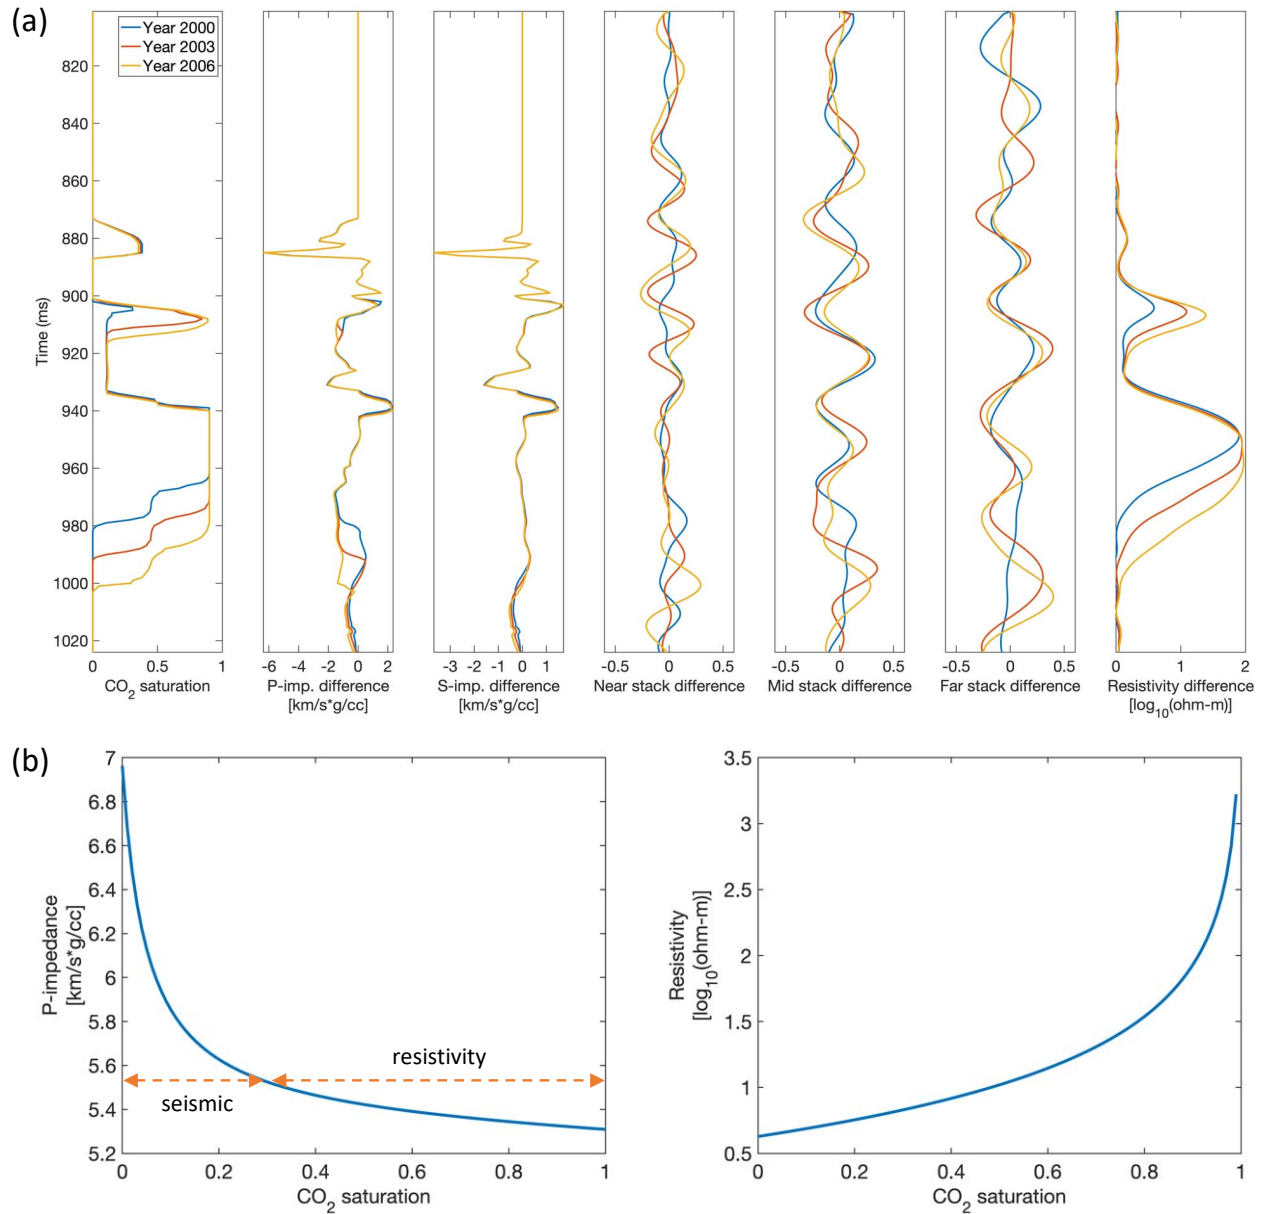 (a)
Year 2000
Year 2003
Year 2006
Time (ms)
820
840
860
880
900
920
940
960
980
1000
1020
0 0.5 1
-6 -4 -2 0 2
-3 -2 -1 0 1
-0.5 0 0.5
-0.5 0 0.5
-0.5 0 0.5
0 1 2
CO2 saturation
P-imp. difference
[km/s*g/cc]
S-imp. difference
[km/s*g/cc]
Near stack difference
Mid stack difference
Far stack difference
Resistivity difference
[log10(ohm-m)]
(b)
P-impedance
[km/s*g/cc]
7
6.8
6.6
6.4
6.2
6
5.8
5.6
5.4
5.2
seismic
resistivity
0 0.2 0.4 0.6 0.8 1
CO2 saturation
Resistivity
[log10(ohm-m)]
3.5
3
2.5
2
1.5
1
0.5
0 0.2 0.4 0.6 0.8 1
CO2 saturation